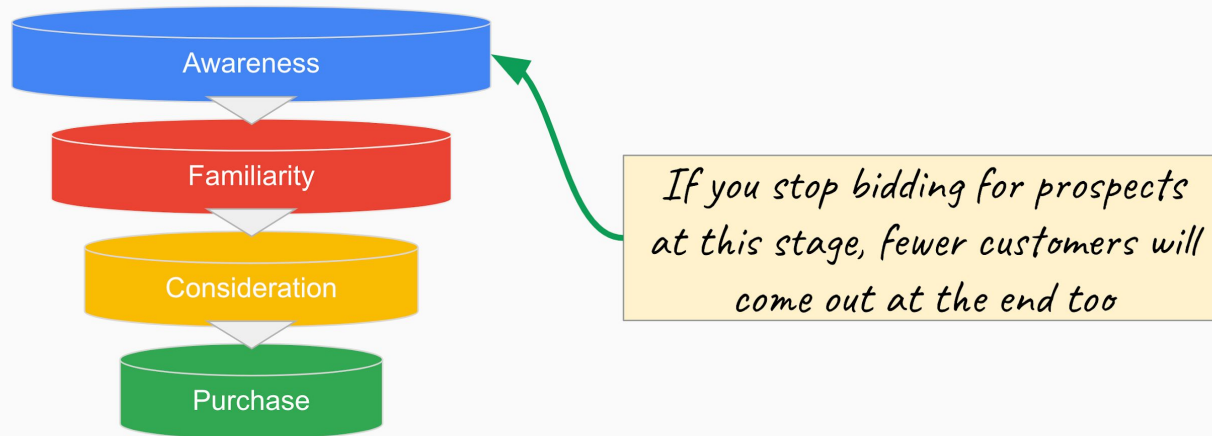 Awareness
Familiarity
Consideration
Purchase
If you stop bidding for prospects
at this stage, fewer customers will
come out at the end too